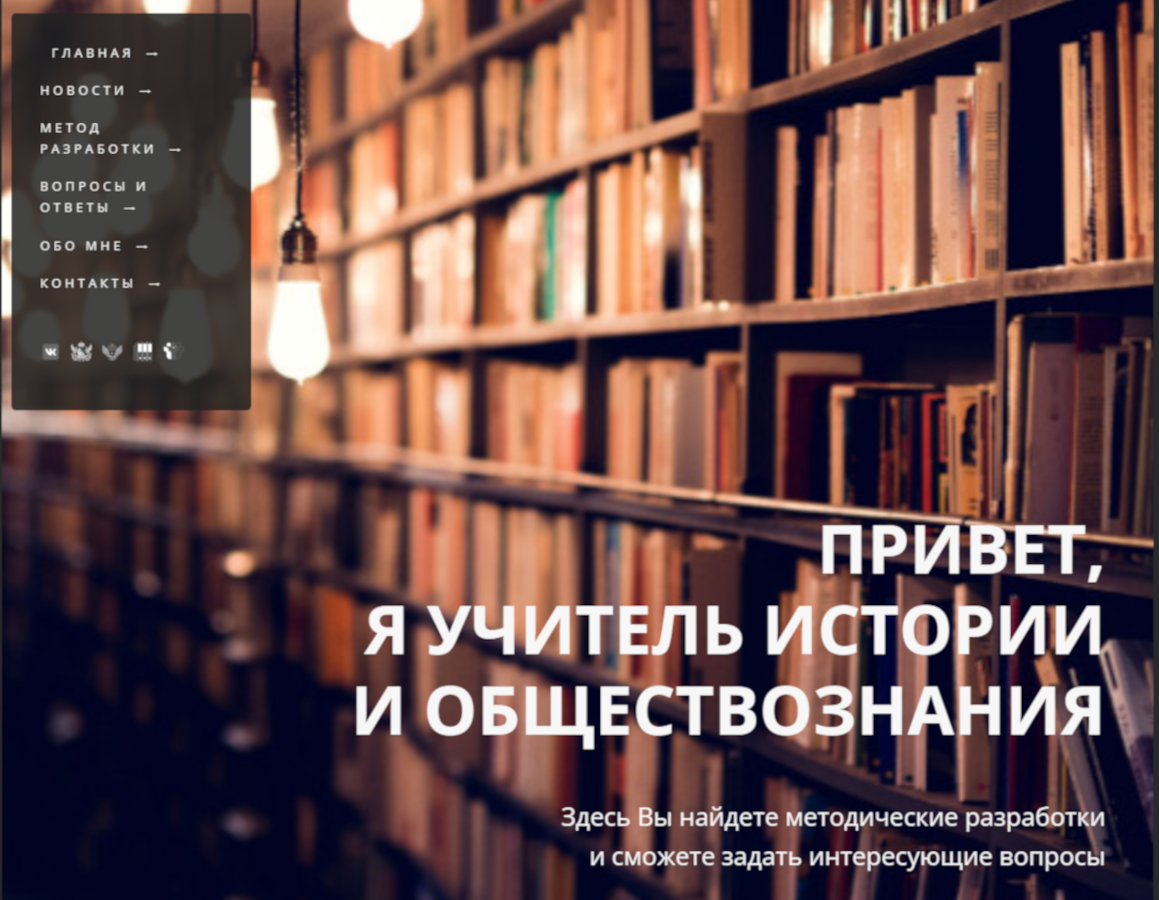 ГЛАВНАЯ →
НОВОСТИ →
МЕТОД
РАЗРАБОТКИ →
ВОПРОСЫ И
ОТВЕТЫ →
ОБО МНЕ →
КОНТАКТЫ →
ПРИВЕТ,
Я УЧИТЕЛЬ ИСТОРИИ
И ОБЩЕСТВОЗНАНИЯ
Здесь Вы найдете методические разработки
и сможете задать интересующие вопросы